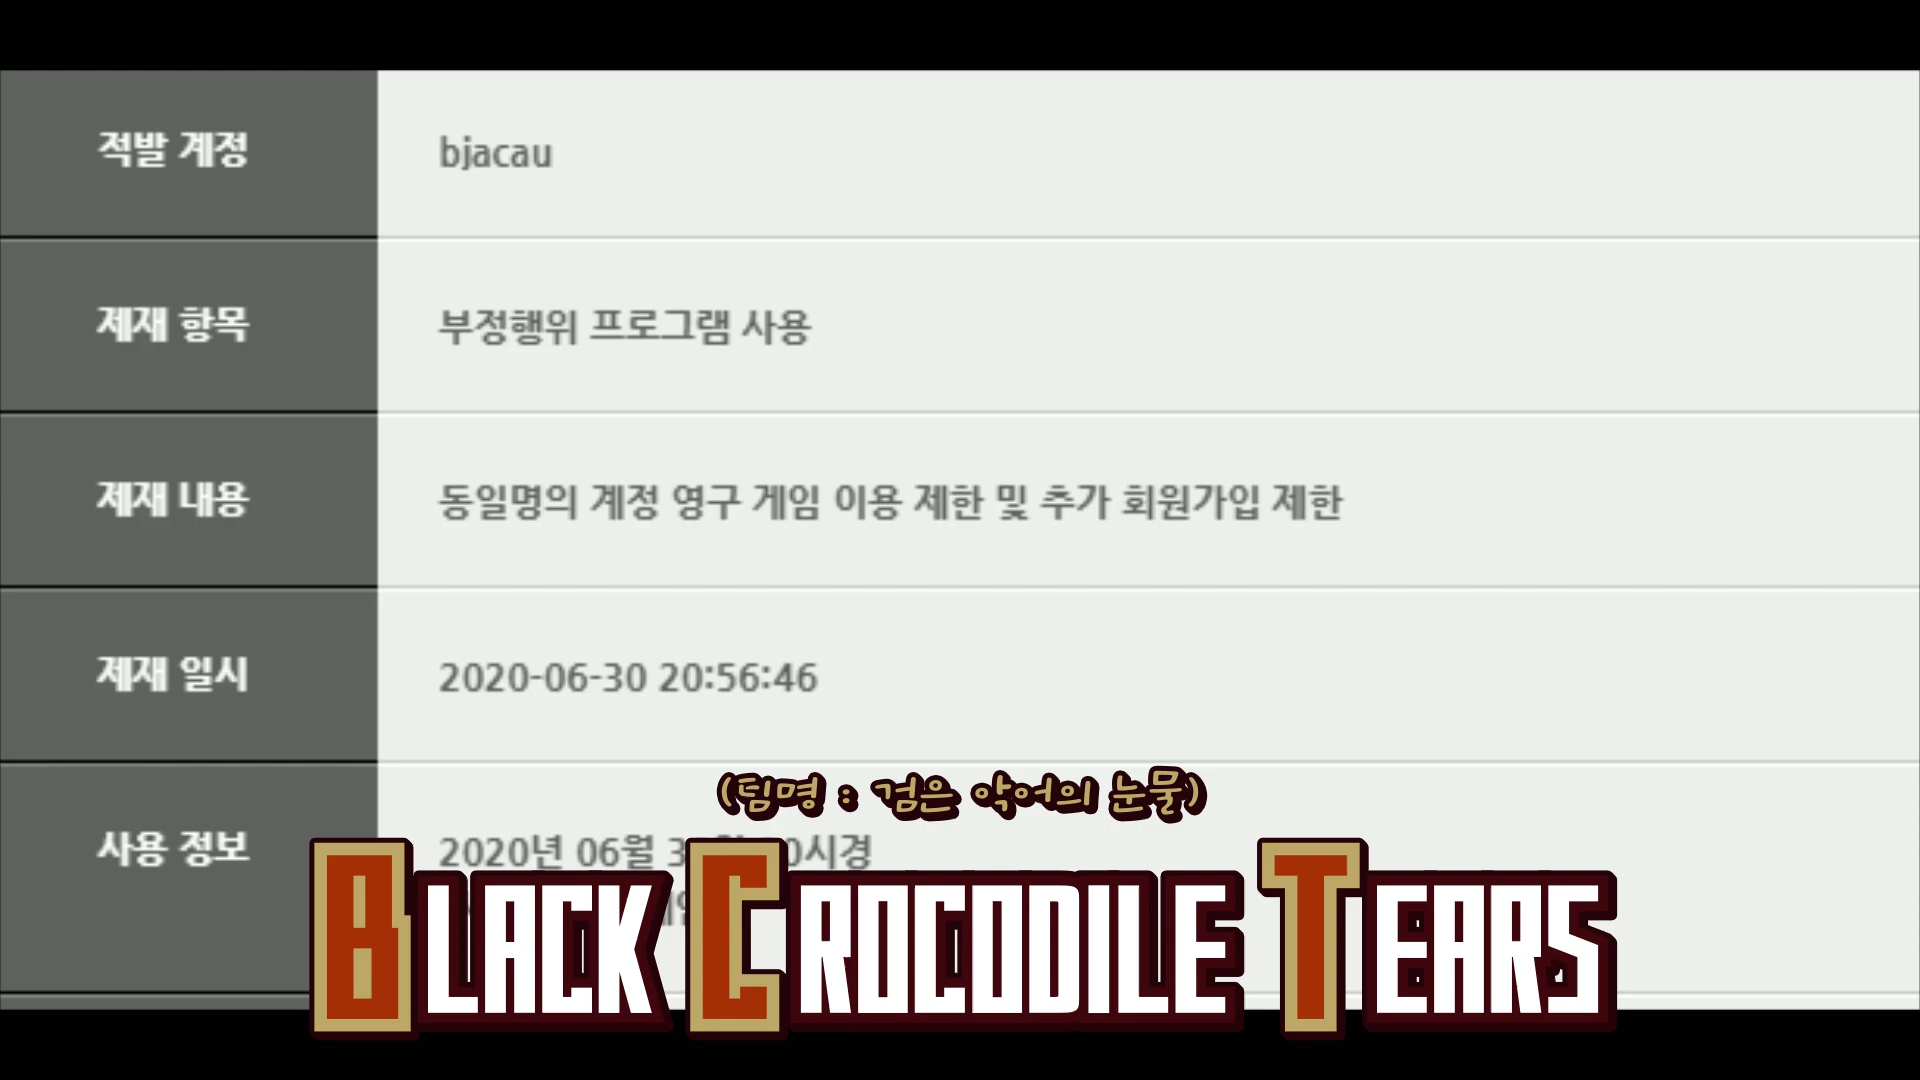 적발 계정 bjacau
제재 항목 부정행위 프로그램 사용
제재 내용 동일명의 계정 영구 게임 이용 제한 및 추가 회원가입 제한
제재 일시 2020-06-30 20:56:46
(팀명 : 검은 악어의 눈물)
사용 정보 2020년 06월 0시경
BLACK CROCODILE TEARS